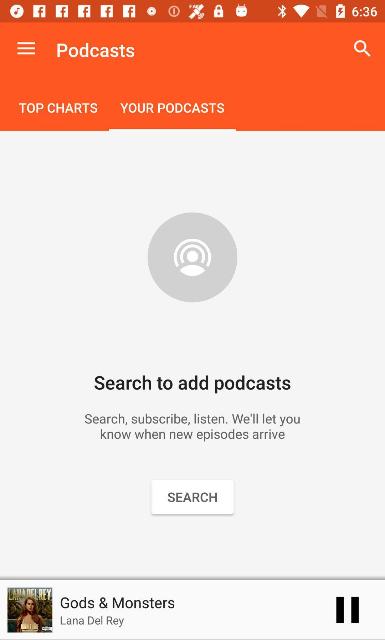 6:36
Podcasts
TOP CHARTS
YOUR PODCASTS
Search to add podcasts
Search, subscribe, listen. We'll let you
know when new episodes arrive
SEARCH
LANA DEL REY
Gods & Monsters
Lana Del Rey